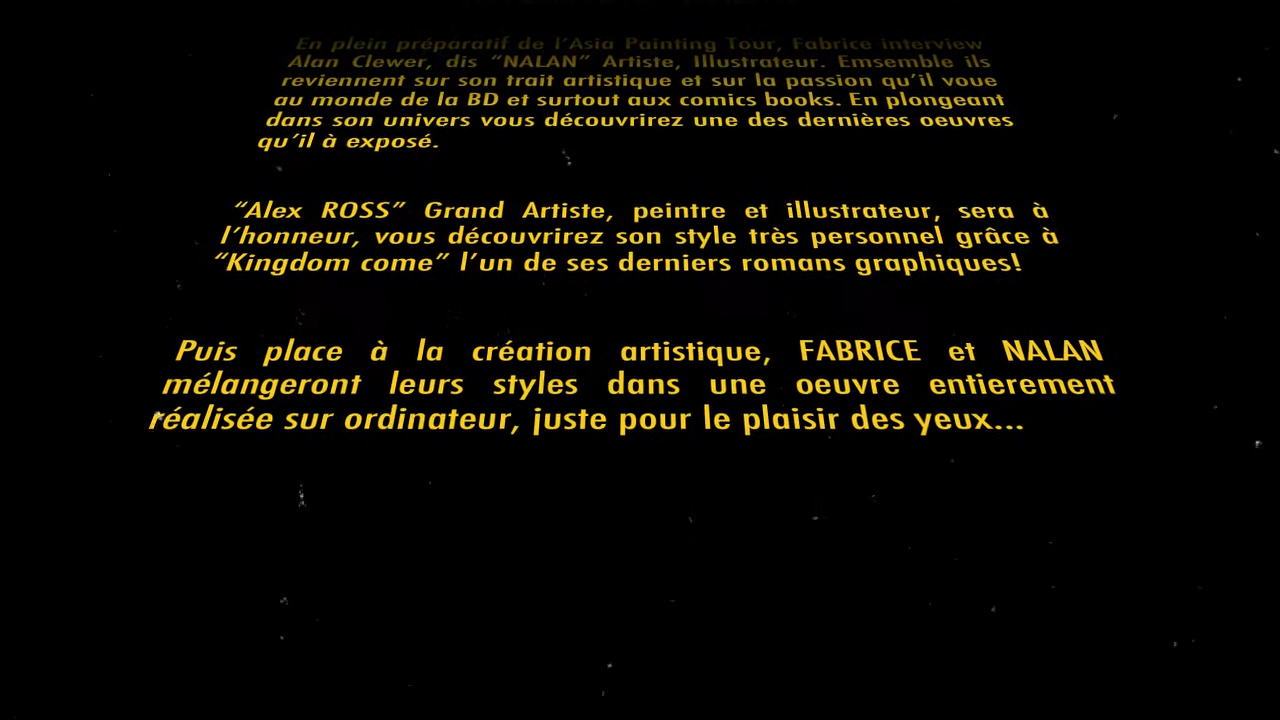 En plein préparatif de l'Asia Painting Tour, Fabrice interview
Alan Clewer, dis “NALAN” Artiste, Illustrateur. Emsemble ils
reviennent sur son trait artistique et sur la passion qu'il voue
au monde de la BD et surtout aux comics books. En plongeant
dans son univers vous découvrirez une des dernières oeuvres
qu'il à exposé.
“Alex ROSS” Grand Artiste, peintre et illustrateur, sera à
l'honneur, vous découvrirez son style très personnel grâce à
“Kingdom come” l'un de ses derniers romans graphiques!
Puis place à la création artistique, FABRICE et NALAN
mélangeront leurs styles dans une oeuvre entierement
réalisée sur ordinateur, juste pour le plaisir des yeux...